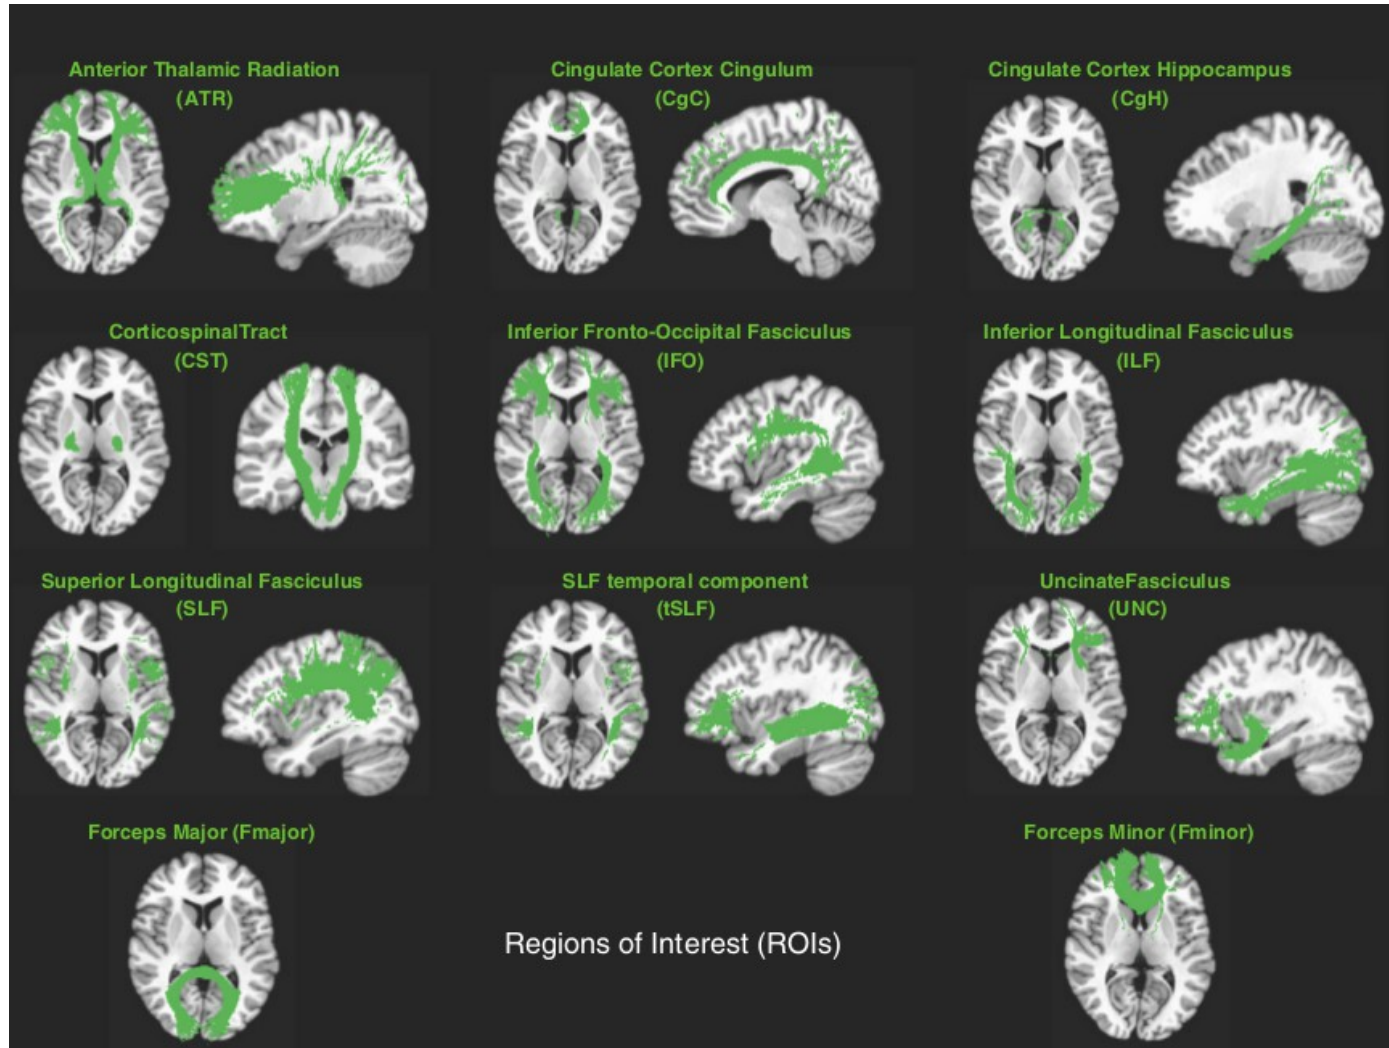 Anterior Thalamic Radiation
(ATR)
Cingulate Cortex Cingulum
(CgC)
Cingulate Cortex Hippocampus
(CgH)
CorticospinalTract
(CST)
Inferior Fronto-Occipital Fasciculus
(IFO)
Inferior Longitudinal Fasciculus
(ILF)
Superior Longitudinal Fasciculus
(SLF)
SLF temporal component
(tSLF)
UncinateFasciculus
(UNC)
Forceps Major (Fmajor)
Forceps Minor (Fminor)
Regions of Interest (ROIs)